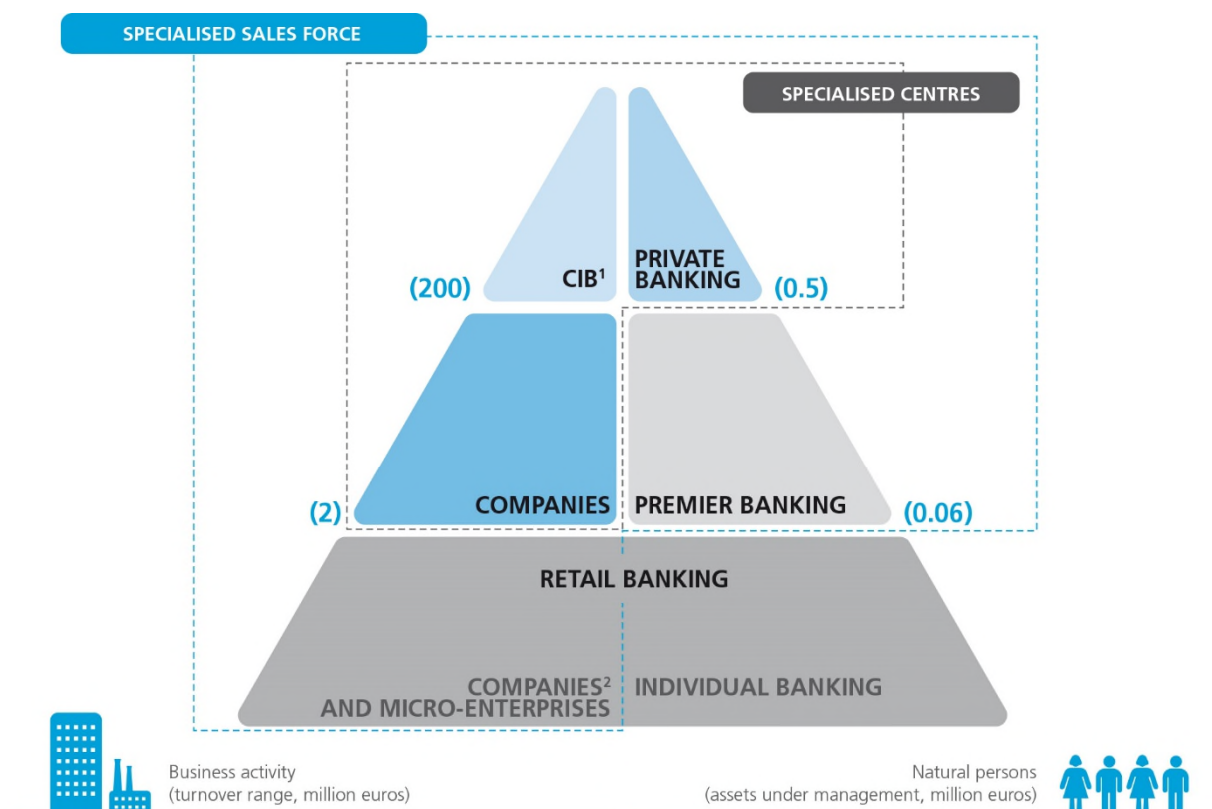 SPECIALISED SALES FORCE
SPECIALISED CENTRES
CIB¹
PRIVATE
BANKING
(200)
(0.5)
COMPANIES
PREMIER BANKING
(2)
(0.06)
RETAIL BANKING
COMPANIES²
AND MICRO-ENTERPRISES
INDIVIDUAL BANKING
Business activity
(turnover range, million euros)
Natural persons
(assets under management, million euros)